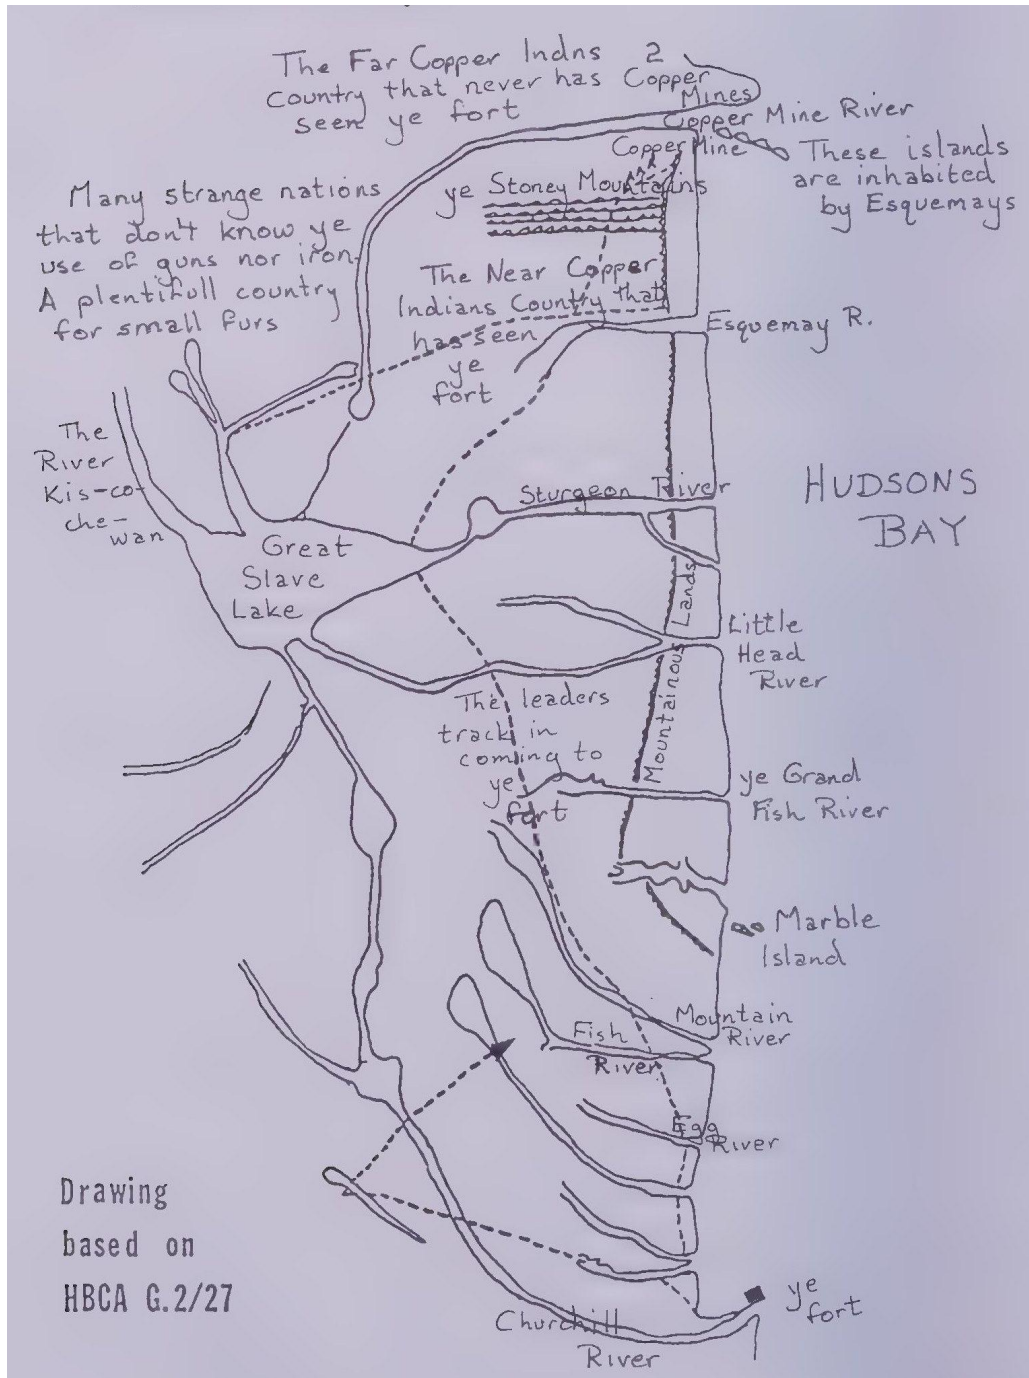 The Far Copper Indns
Country that never has
seen ye fort
2
Copper
Mines
Copper Mine River
Copper Mine
These islands
are inhabited
by Esquemays
ye Stoney Mountains
Many strange nations
that don't know ye
use of guns nor iron.
A plentifull country
for small furs
The Near Copper
Indians Country that
has seen
ye
fort
Esquemay R.
The
River
Kis-co-
che-
wan
Sturgeon River
HUDSONS
BAY
Great
Slave
Lake
Mountainous Lands
Little
Head
River
The leaders
track in
coming to
ye
fort
ye Grand
Fish River
Marble
Island
Mountain
River
Fish
River
Egg
River
Drawing
based on
HBCA G.2/27
ye
fort
Churchill
River